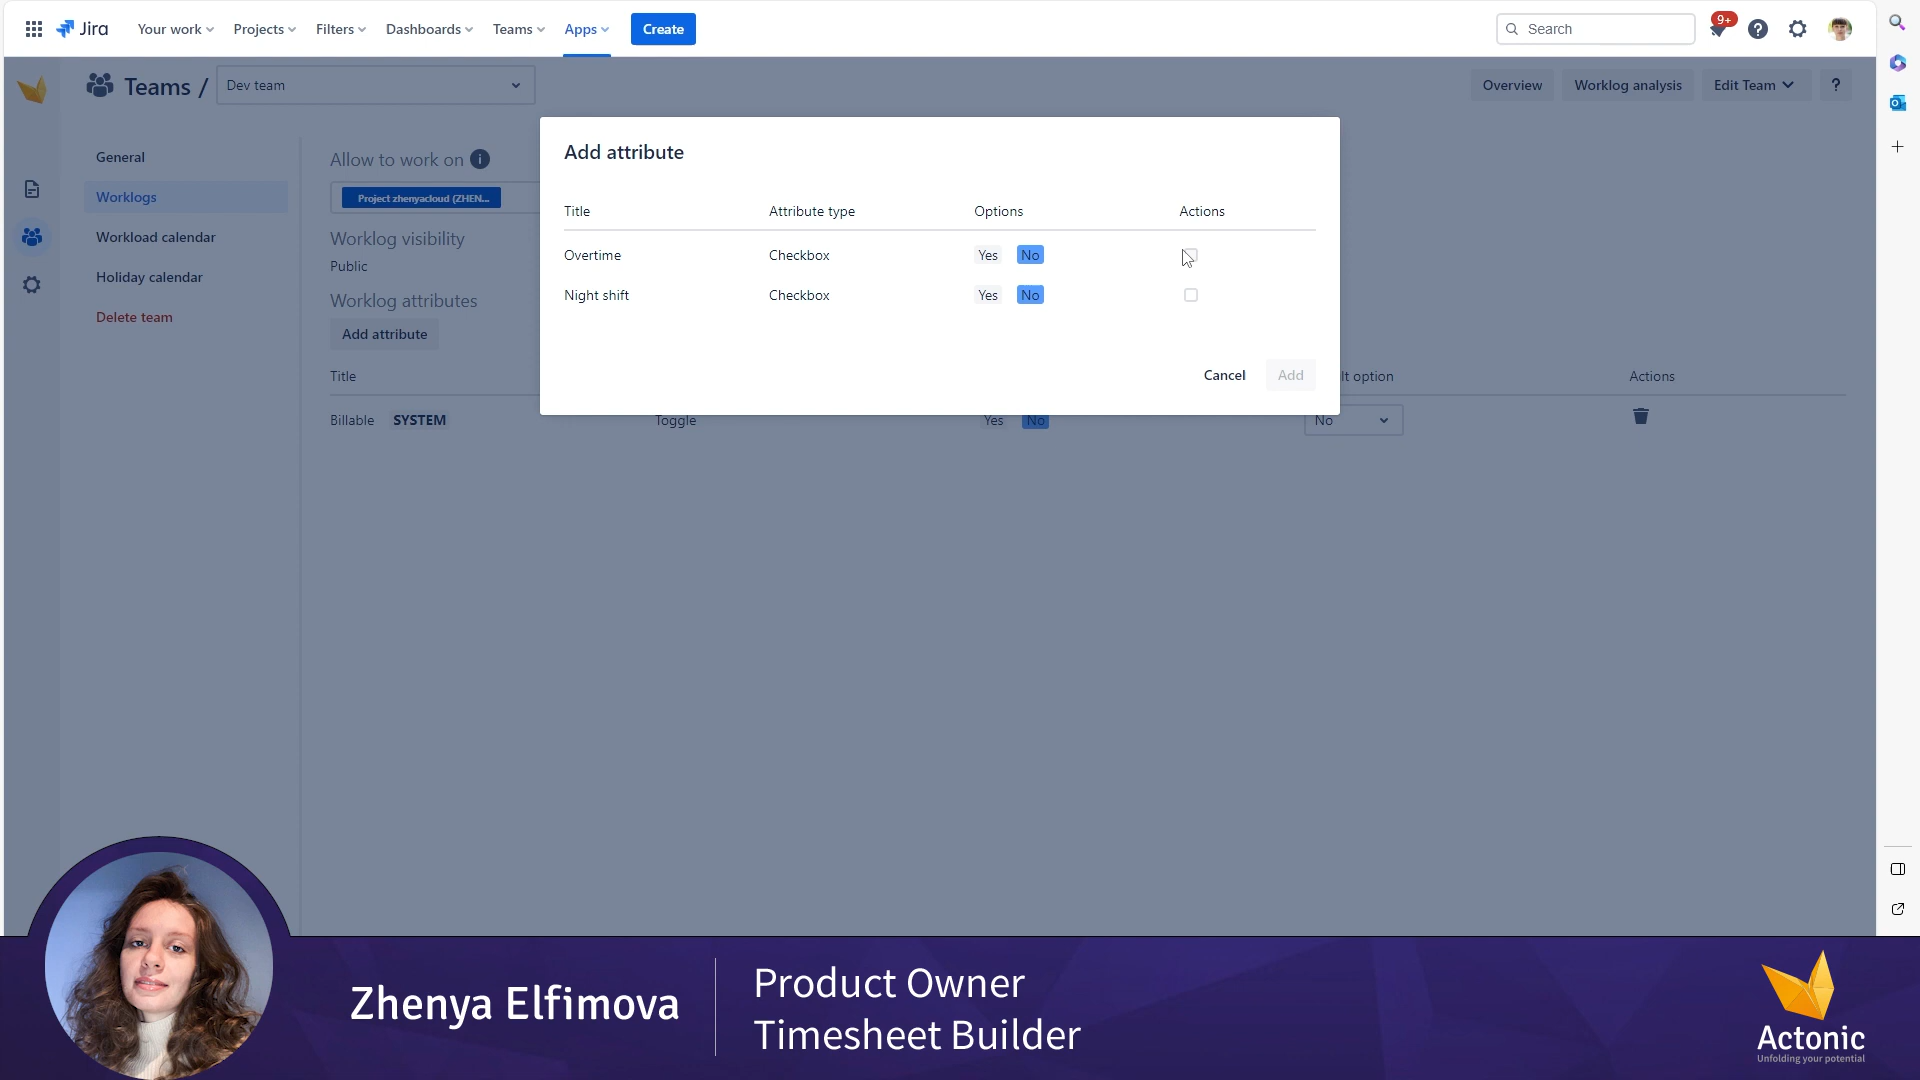 Jira Your work Projects Filters Dashboards Teams Apps Create Search 9+
Teams / Dev team Overview Worklog analysis Edit Team ?
General
Worklogs
Workload calendar
Holiday calendar
Delete team
Allow to work on
Project zhenyacloud (ZHEN...
Worklog visibility
Public
Worklog attributes
Add attribute
Title lt option Actions
Billable SYSTEM Toggle Yes No No
Add attribute
Title Attribute type Options Actions
Overtime Checkbox Yes No
Night shift Checkbox Yes No
Cancel Add
Zhenya Elfimova
Product Owner
Timesheet Builder
Actonic
Unfolding your potential